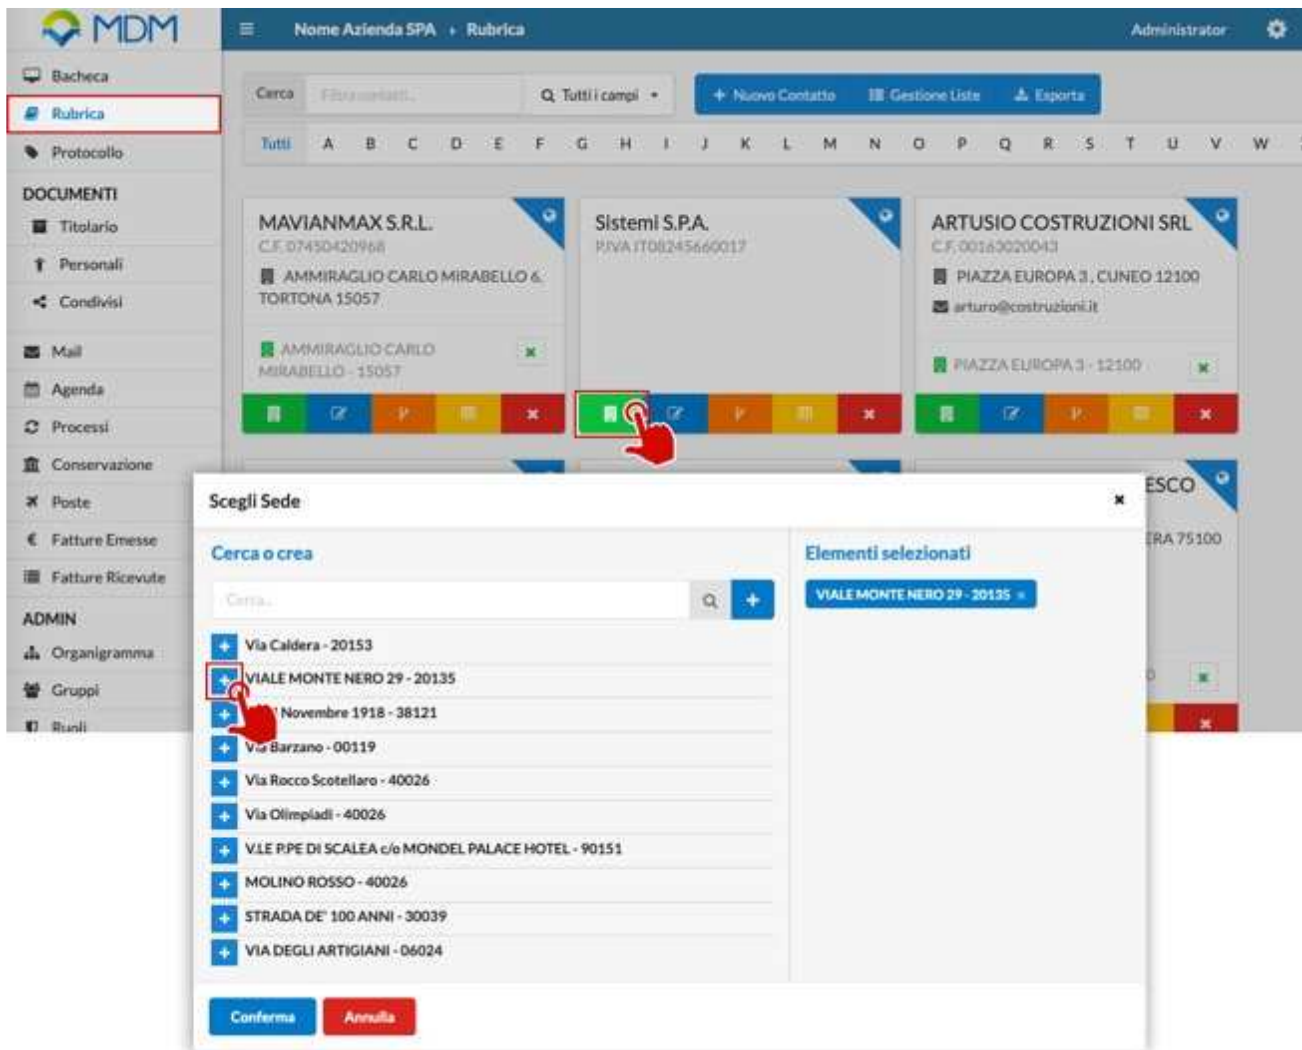 MDM
Nome Azienda SPA › Rubrica
Administrator
Bacheca
Rubrica
Protocollo
DOCUMENTI
Titolario
Personali
Condivisi
Mail
Agenda
Processi
Conservazione
Poste
Fatture Emesse
Fatture Ricevute
ADMIN
Organigramma
Gruppi
Ruoli
Cerca Filtra contatti... Tutti i campi
+ Nuovo Contatto Gestione Liste Esporta
Tutti A B C D E F G H I J K L M N O P Q R S T U V W
MAVIANMAX S.R.L.
C.F. 07450420968
AMMIRAGLIO CARLO MIRABELLO 6,
TORTONA 15057
AMMIRAGLIO CARLO
MIRABELLO - 15057
Sistemi S.P.A.
P.IVA IT08245660017
ARTUSIO COSTRUZIONI SRL
C.F. 00163020043
PIAZZA EUROPA 3, CUNEO 12100
arturo@costruzioni.it
PIAZZA EUROPA 3 - 12100
ESCO
ERA 75100
Scegli Sede
Cerca o crea
Cerca...
Via Caldera - 20153
VIALE MONTE NERO 29 - 20135
Novembre 1918 - 38121
Via Barzano - 00119
Via Rocco Scotellaro - 40026
Via Olimpiadi - 40026
V.LE P.PE DI SCALEA c/o MONDEL PALACE HOTEL - 90151
MOLINO ROSSO - 40026
STRADA DE' 100 ANNI - 30039
VIA DEGLI ARTIGIANI - 06024
Elementi selezionati
VIALE MONTE NERO 29 - 20135 ×
Conferma Annulla